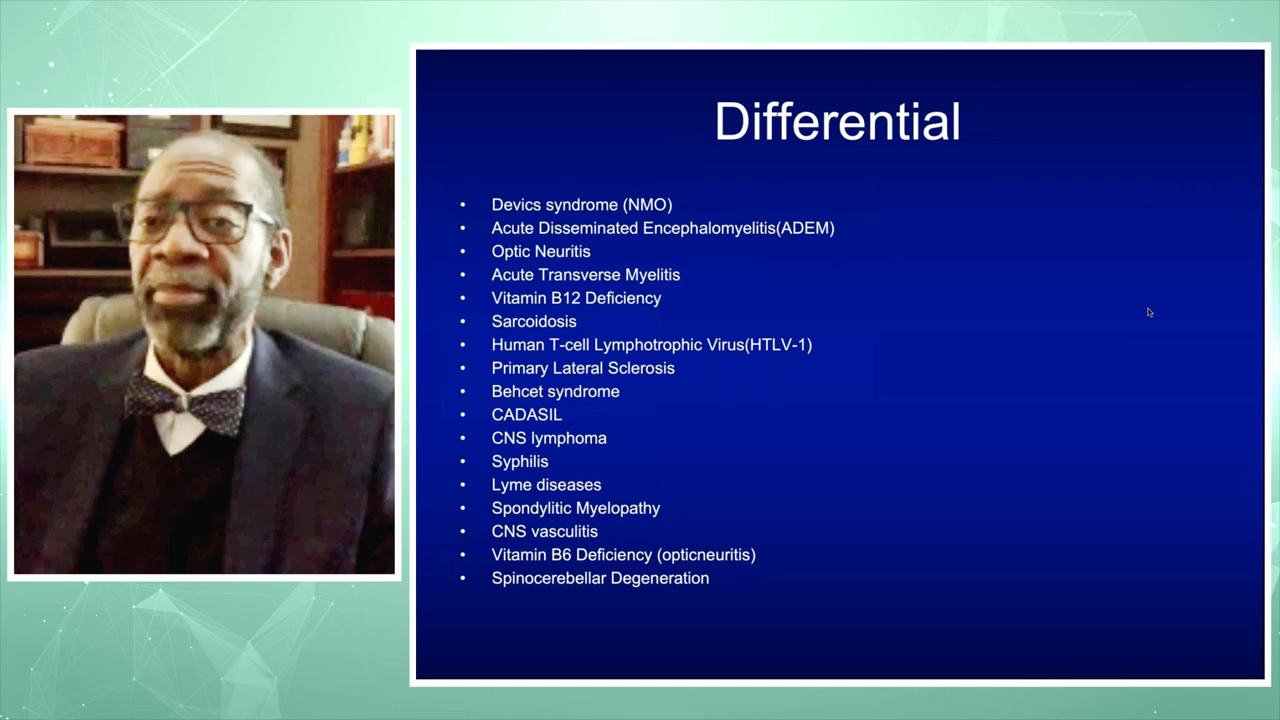 Differential
• Devics syndrome (NMO)
• Acute Disseminated Encephalomyelitis(ADEM)
• Optic Neuritis
• Acute Transverse Myelitis
• Vitamin B12 Deficiency
• Sarcoidosis
• Human T-cell Lymphotrophic Virus(HTLV-1)
• Primary Lateral Sclerosis
• Behcet syndrome
• CADASIL
• CNS lymphoma
• Syphilis
• Lyme diseases
• Spondylitic Myelopathy
• CNS vasculitis
• Vitamin B6 Deficiency (opticneuritis)
• Spinocerebellar Degeneration